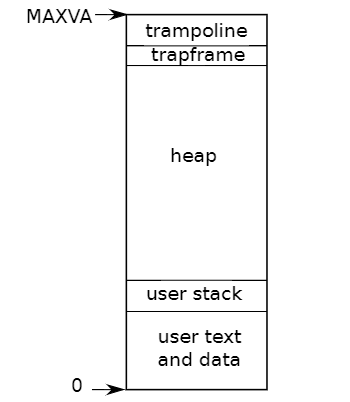 MAXVA
trampoline
trapframe
heap
user stack
user text
and data
0